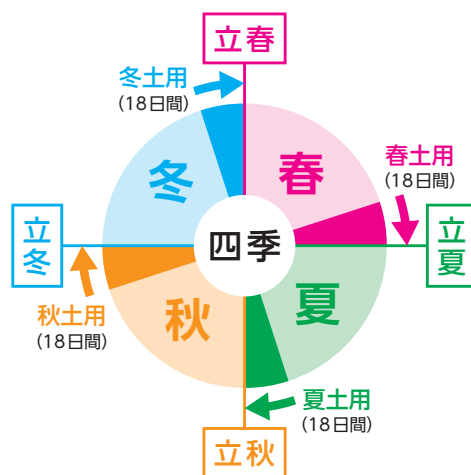 立春
冬土用
(18日間)
春土用
(18日間)
冬
春
立冬
四季
立夏
秋土用
(18日間)
秋
夏
夏土用
(18日間)
立秋